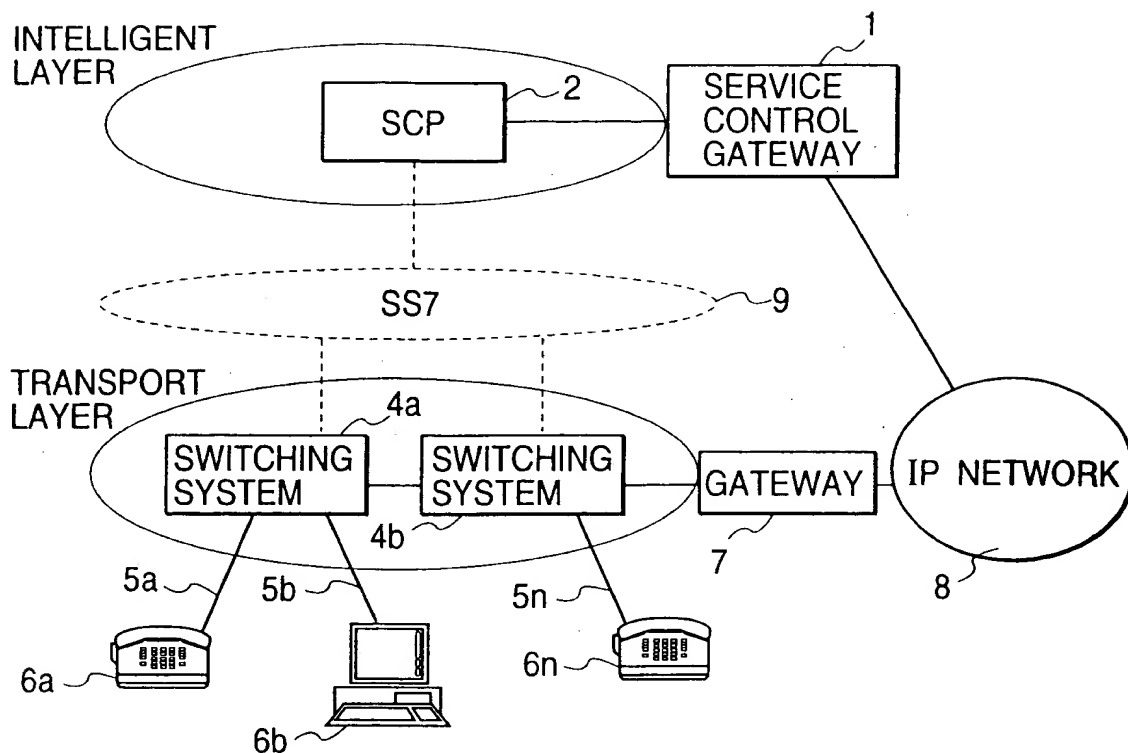 INTELLIGENT
LAYER
1
2
SCP
SERVICE
CONTROL
GATEWAY
SS7
9
TRANSPORT
LAYER
4a
SWITCHING
SYSTEM
SWITCHING
SYSTEM
4b
GATEWAY
7
IP NETWORK
8
5a
5b
5n
6a
6b
6n